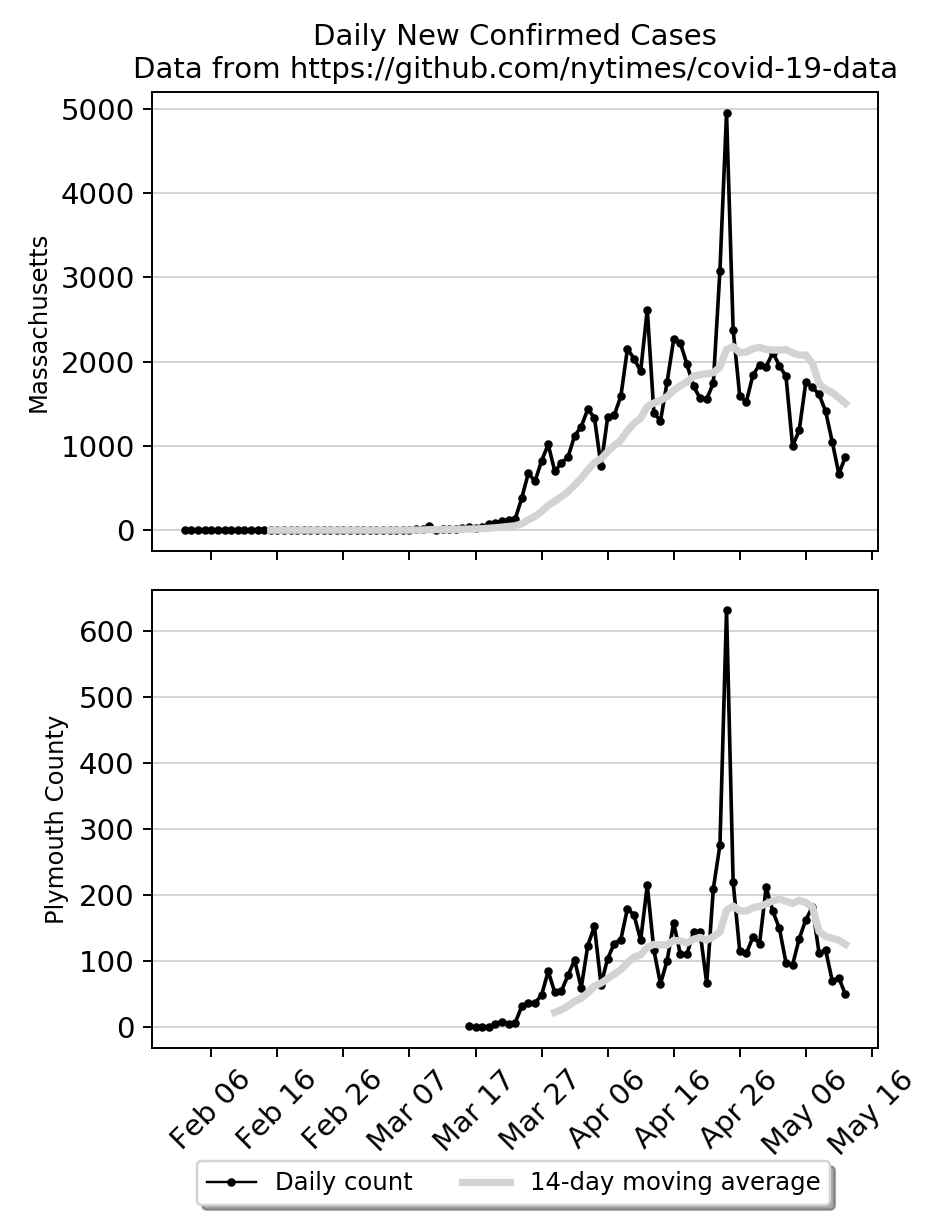 Daily New Confirmed Cases
Data from https://github.com/nytimes/covid-19-data
Massachusetts
5000
4000
3000
2000
1000
0
Plymouth County
600
500
400
300
200
100
0
Feb 06
Feb 16
Feb 26
Mar 07
Mar 17
Mar 27
Apr 06
Apr 16
Apr 26
May 06
May 16
Daily count
14-day moving average